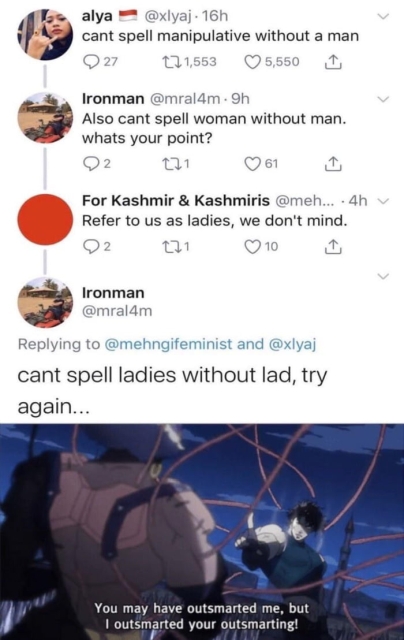 alya @xlyaj · 16h
cant spell manipulative without a man
27 1,553 5,550
Ironman @mral4m · 9h
Also cant spell woman without man.
whats your point?
2 1 61
For Kashmir & Kashmiris @meh... · 4h
Refer to us as ladies, we don't mind.
2 1 10
Ironman
@mral4m
Replying to @mehngifeminist and @xlyaj
cant spell ladies without lad, try
again...
You may have outsmarted me, but
I outsmarted your outsmarting!